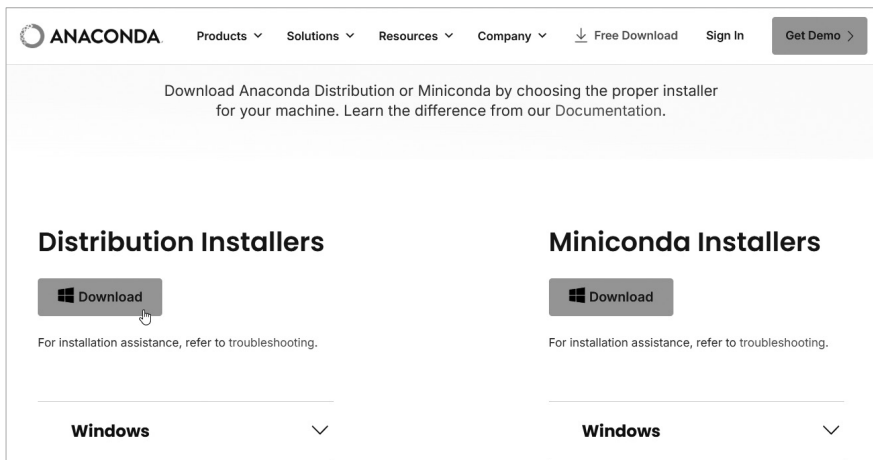 ANACONDA Products Solutions Resources Company Free Download Sign In Get Demo
Download Anaconda Distribution or Miniconda by choosing the proper installer
for your machine. Learn the difference from our Documentation.
Distribution Installers
Download
For installation assistance, refer to troubleshooting.
Windows
Miniconda Installers
Download
For installation assistance, refer to troubleshooting.
Windows